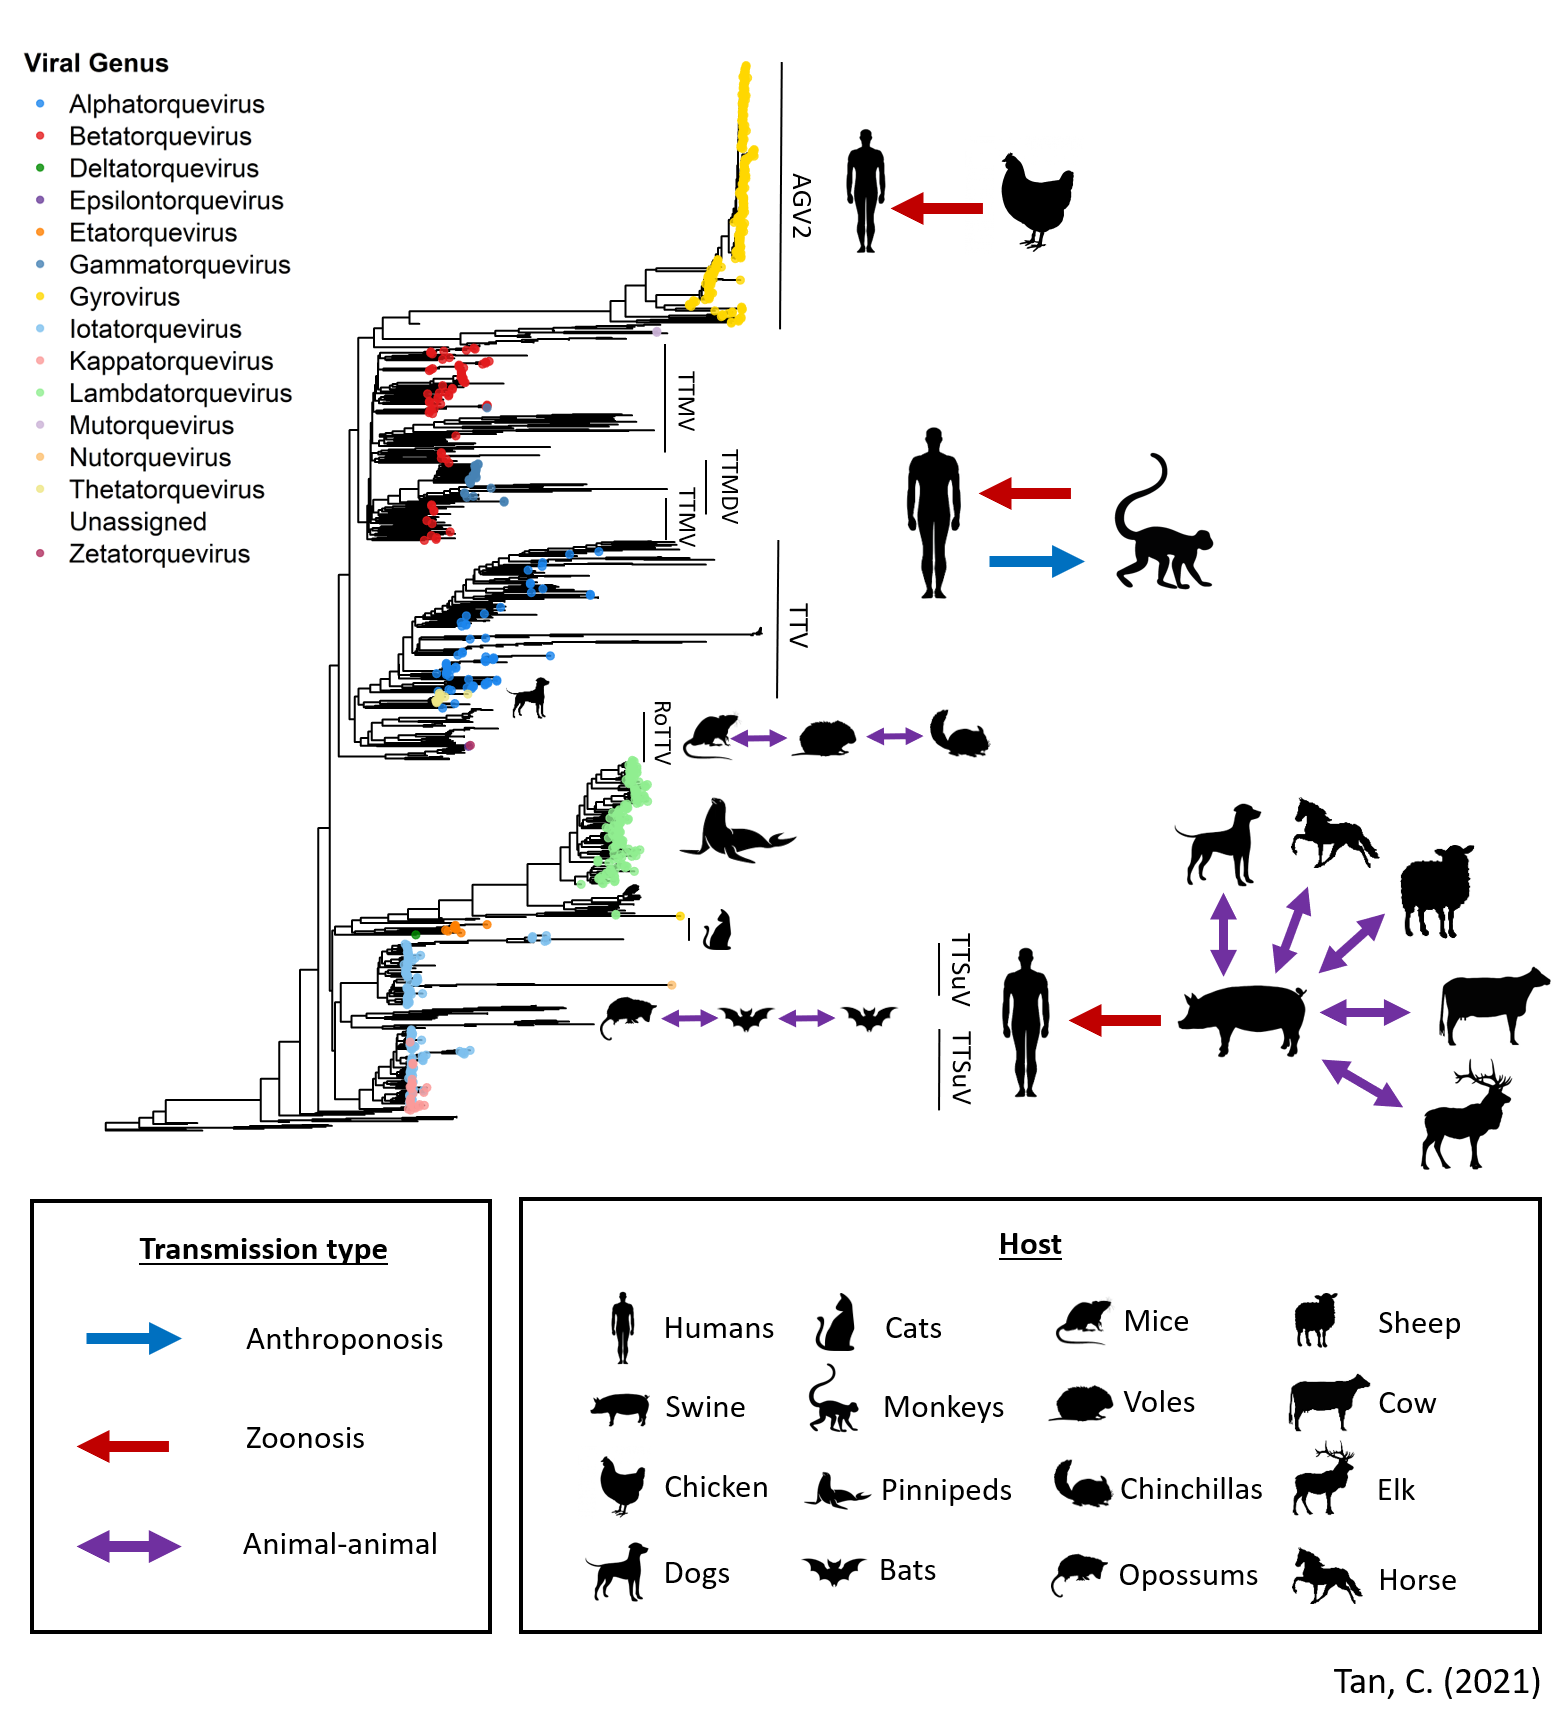 Viral Genus
Alphatorquevirus
Betatorquevirus
Deltatorquevirus
Epsilontorquevirus
Etatorquevirus
Gammatorquevirus
Gyrovirus
Iotatorquevirus
Kappatorquevirus
Lambdatorquevirus
Mutorquevirus
Nutorquevirus
Thetatorquevirus
Unassigned
Zetatorquevirus
AGV2
TTMV
TTMDV
TTMV
TTV
RoTTV
TTSuV
TTSuV
Transmission type
Anthroponosis
Zoonosis
Animal-animal
Host
Humans
Cats
Mice
Sheep
Swine
Monkeys
Voles
Cow
Chicken
Pinnipeds
Chinchillas
Elk
Dogs
Bats
Opossums
Horse
Tan, C. (2021)